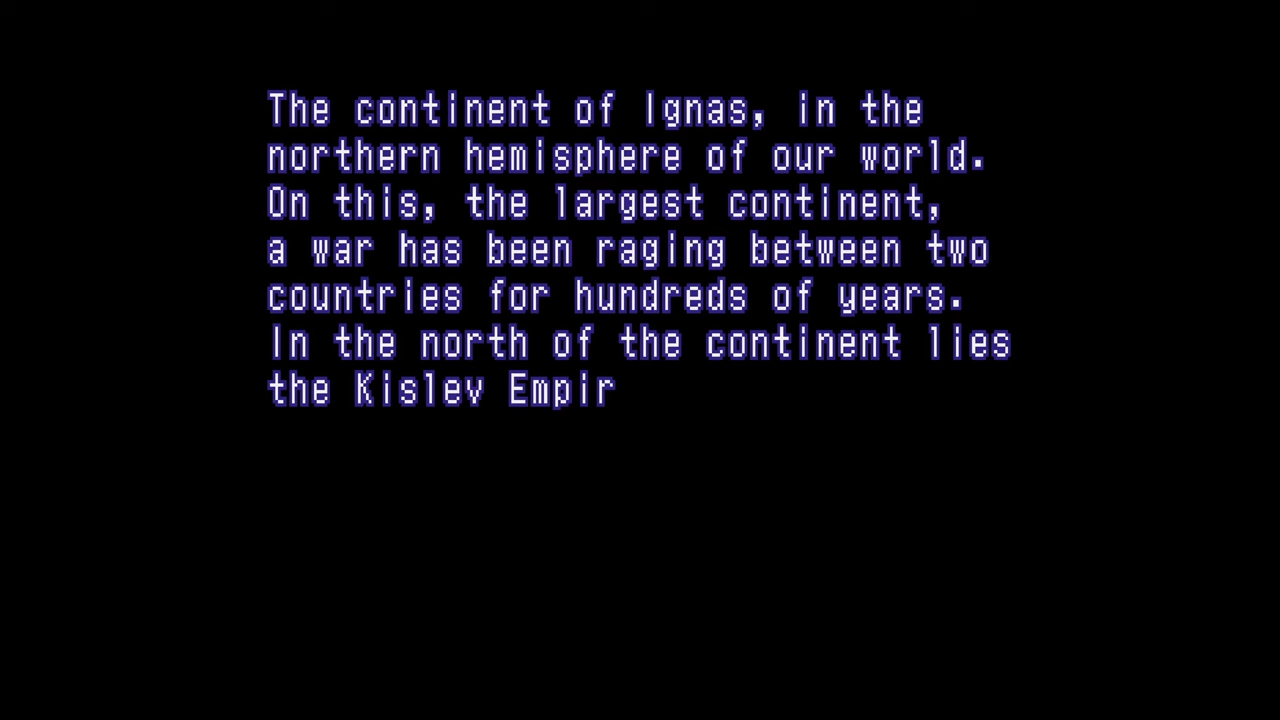 The continent of Ignas, in the
northern hemisphere of our world.
On this, the largest continent,
a war has been raging between two
countries for hundreds of years.
In the north of the continent lies
the Kislev Empir